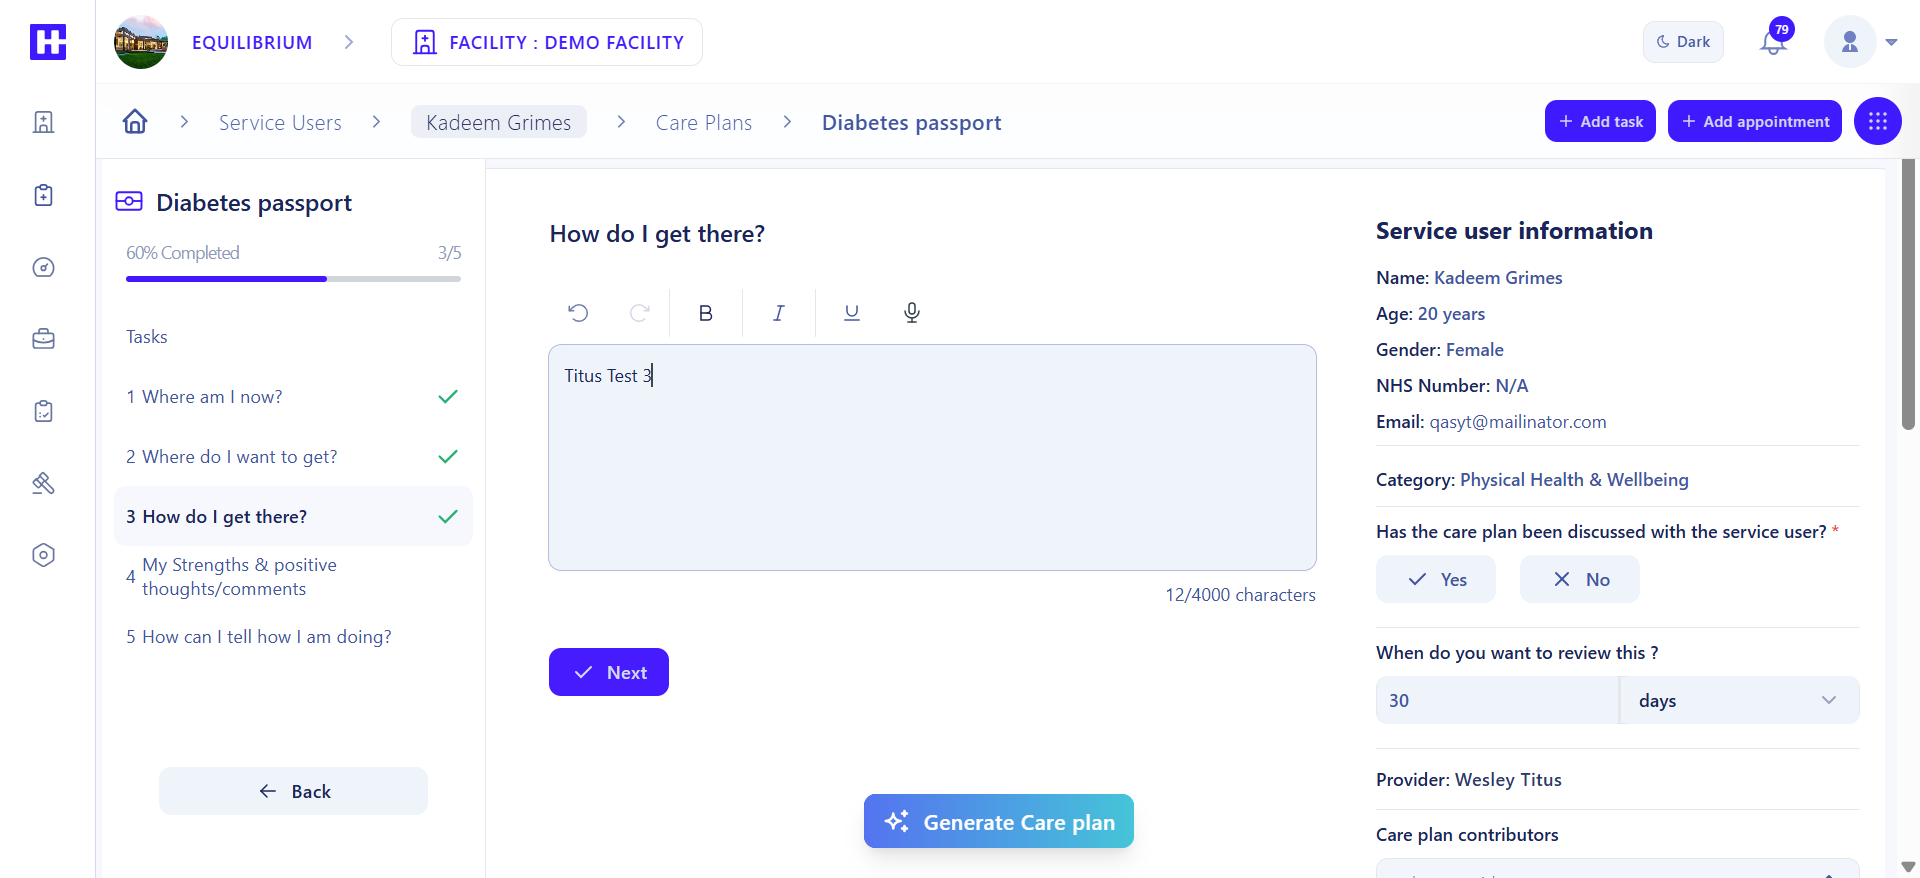 EQUILIBRIUM
FACILITY : DEMO FACILITY
Dark
79
Service Users
Kadeem Grimes
Care Plans
Diabetes passport
+ Add task
+ Add appointment
Diabetes passport
60% Completed
3/5
Tasks
1 Where am I now?
2 Where do I want to get?
3 How do I get there?
4 My Strengths & positive
thoughts/comments
5 How can I tell how I am doing?
Back
How do I get there?
B
I
U
Titus Test 3
12/4000 characters
Next
Generate Care plan
Service user information
Name: Kadeem Grimes
Age: 20 years
Gender: Female
NHS Number: N/A
Email: qasyt@mailinator.com
Category: Physical Health & Wellbeing
Has the care plan been discussed with the service user? *
Yes
No
When do you want to review this ?
30
days
Provider: Wesley Titus
Care plan contributors